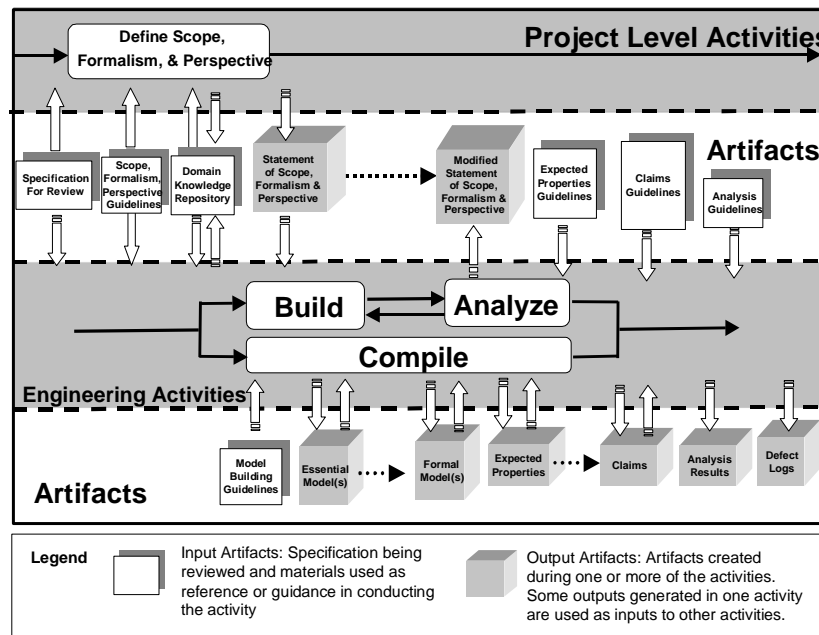 Define Scope,
Formalism, & Perspective
Project Level Activities
Artifacts
Specification
For Review
Scope,
Formalism,
Perspective
Guidelines
Domain
Knowledge
Repository
Statement
of Scope,
Formalism &
Perspective
Modified
Statement
of Scope,
Formalism &
Perspective
Expected
Properties
Guidelines
Claims
Guidelines
Analysis
Guidelines
Build
Analyze
Compile
Engineering Activities
Artifacts
Model
Building
Guidelines
Essential
Model(s)
Formal
Model(s)
Expected
Properties
Claims
Analysis
Results
Defect
Logs
Legend
Input Artifacts: Specification being
reviewed and materials used as
reference or guidance in conducting
the activity
Output Artifacts: Artifacts created
during one or more of the activities.
Some outputs generated in one activity
are used as inputs to other activities.